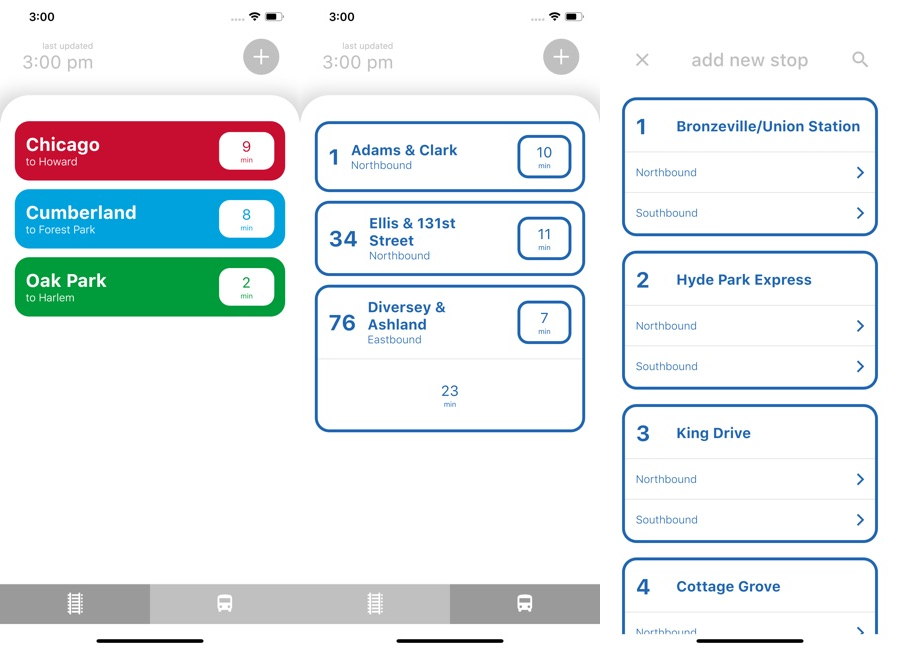 3:00
last updated
3:00 pm
Chicago
to Howard
9
min
Cumberland
to Forest Park
8
min
Oak Park
to Harlem
2
min
3:00
last updated
3:00 pm
1
Adams & Clark
Northbound
10
min
34
Ellis & 131st
Street
Northbound
11
min
76
Diversey &
Ashland
Eastbound
7
min
23
min
add new stop
1 Bronzeville/Union Station
Northbound
Southbound
2 Hyde Park Express
Northbound
Southbound
3 King Drive
Northbound
Southbound
4 Cottage Grove
Northbound